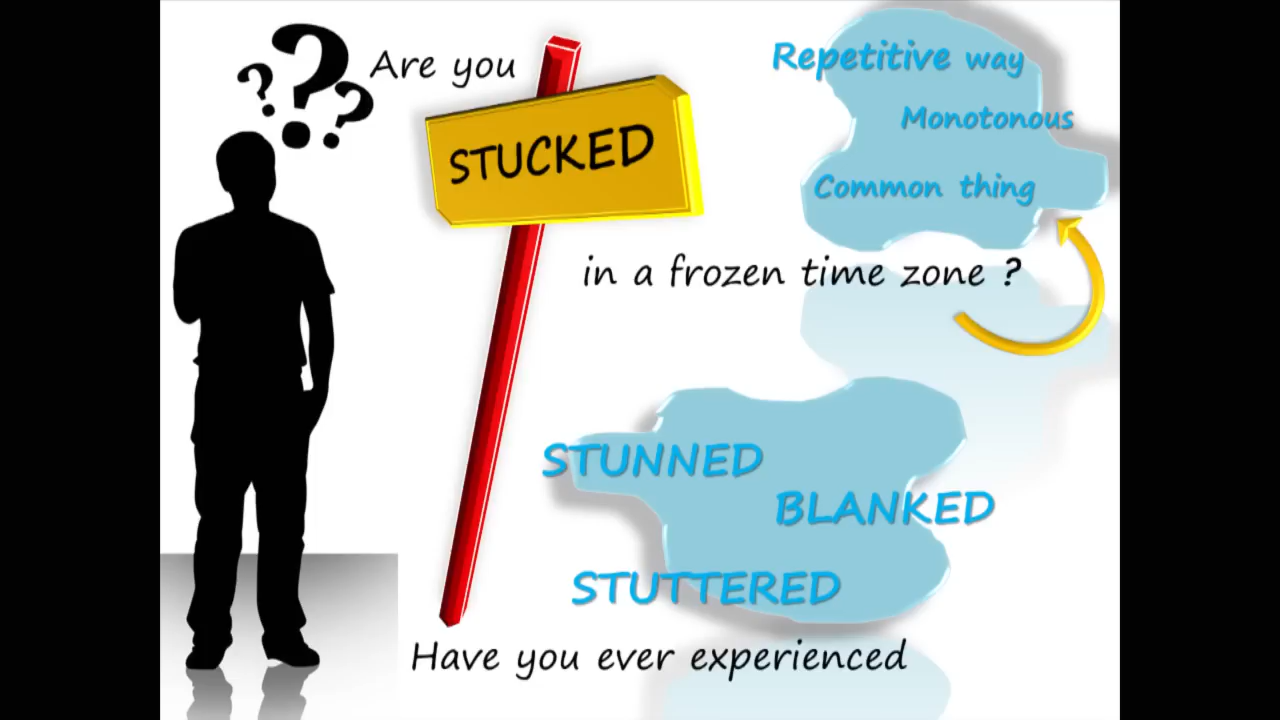 ? ? ?
Are you
STUCKED
in a frozen time zone ?
Repetitive way
Monotonous
Common thing
STUNNED
BLANKED
STUTTERED
Have you ever experienced